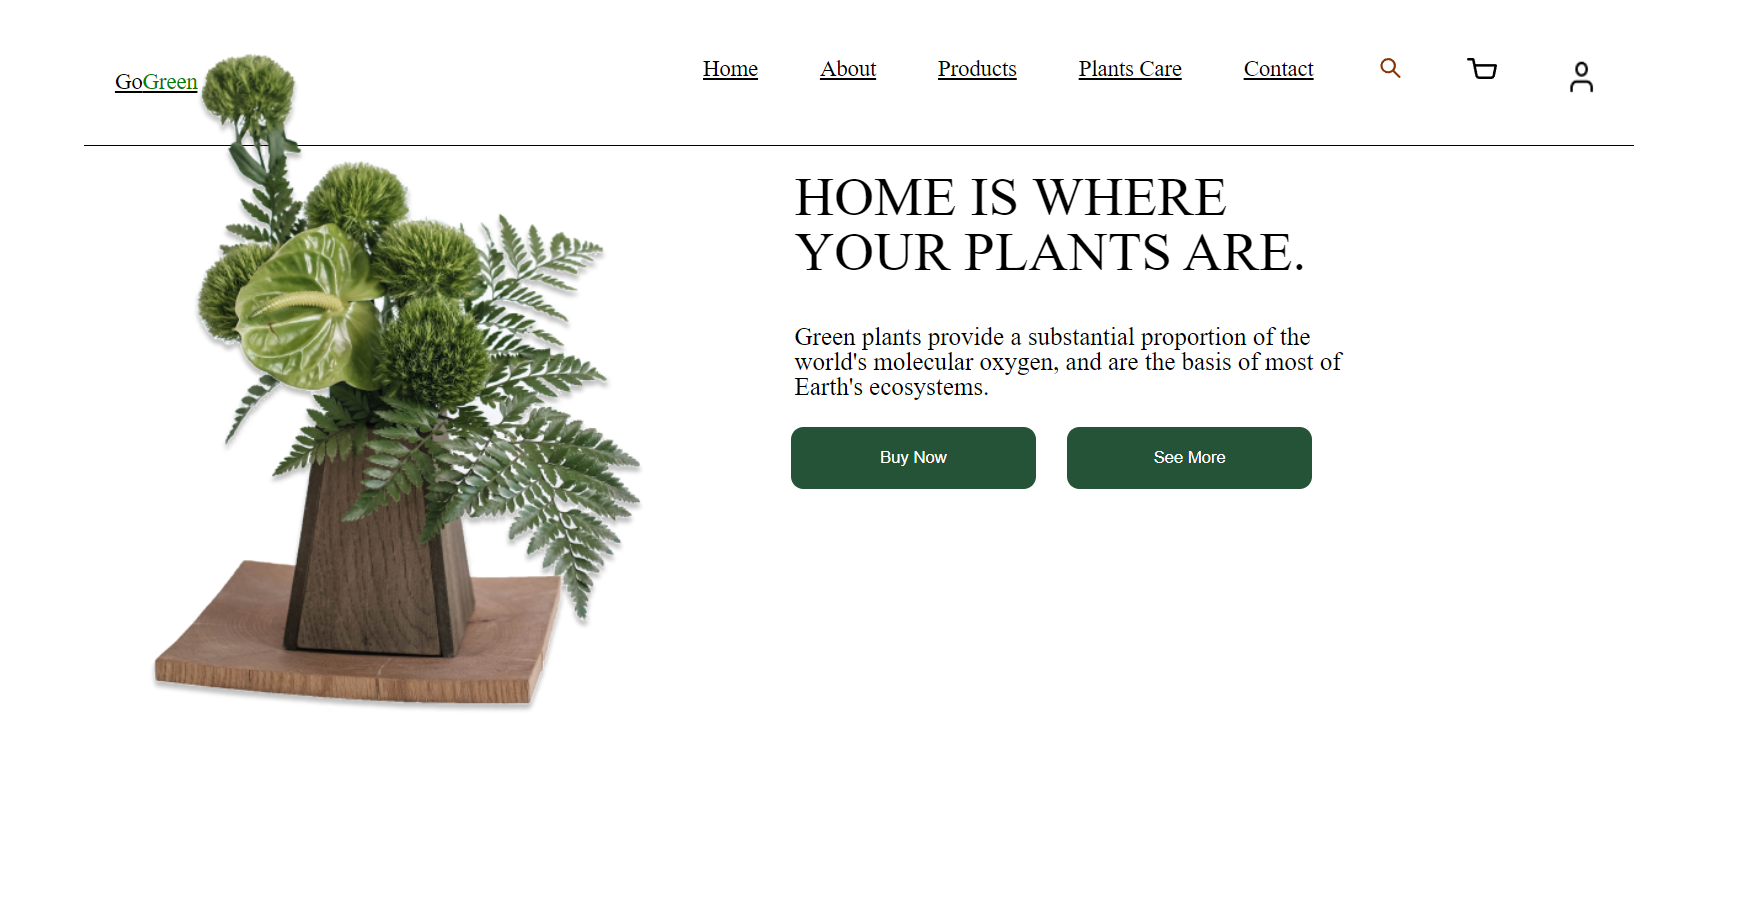 GoGreen
Home About Products Plants Care Contact
HOME IS WHERE
YOUR PLANTS ARE.
Green plants provide a substantial proportion of the
world's molecular oxygen, and are the basis of most of
Earth's ecosystems.
Buy Now See More